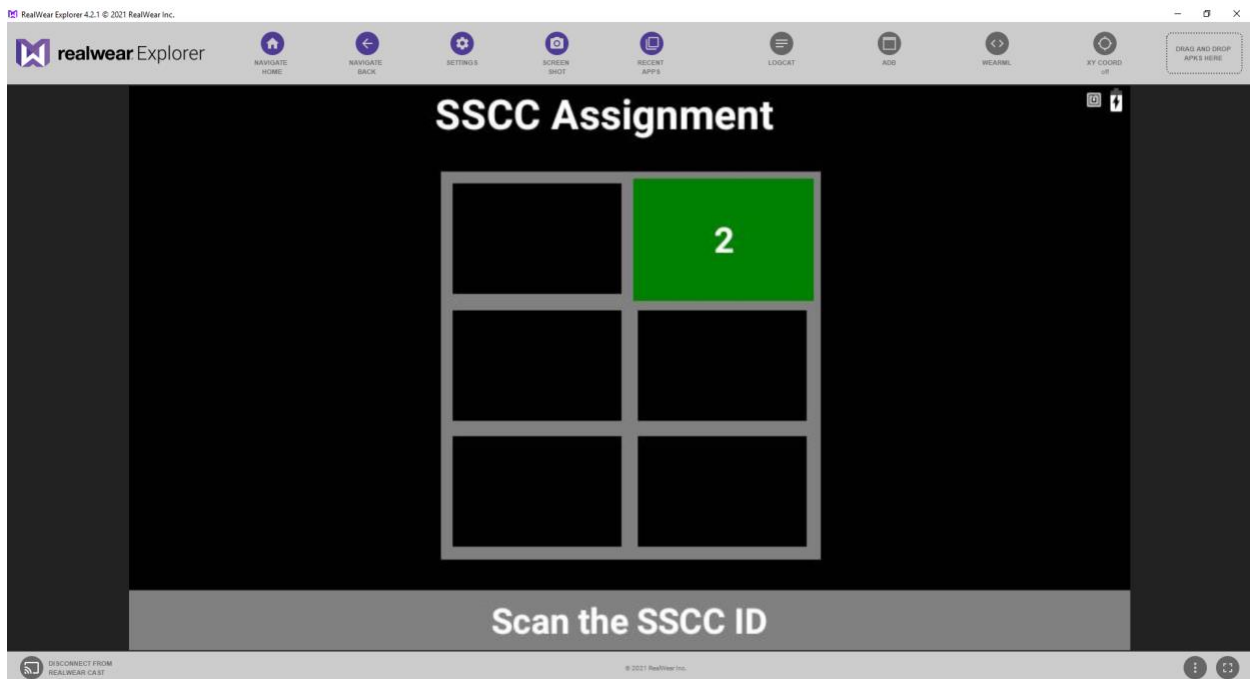 RealWear Explorer 4.2.1 © 2021 RealWear Inc.
realwear Explorer
NAVIGATE
HOME
NAVIGATE
BACK
SETTINGS
SCREEN
SHOT
RECENT
APPS
LOGCAT
AOB
WEARML
XY COORD
off
DRAG AND DROP
APKS HERE
SSCC Assignment
2
Scan the SSCC ID
DISCONNECT FROM
REALWEAR CAST
© 2021 RealWear Inc.